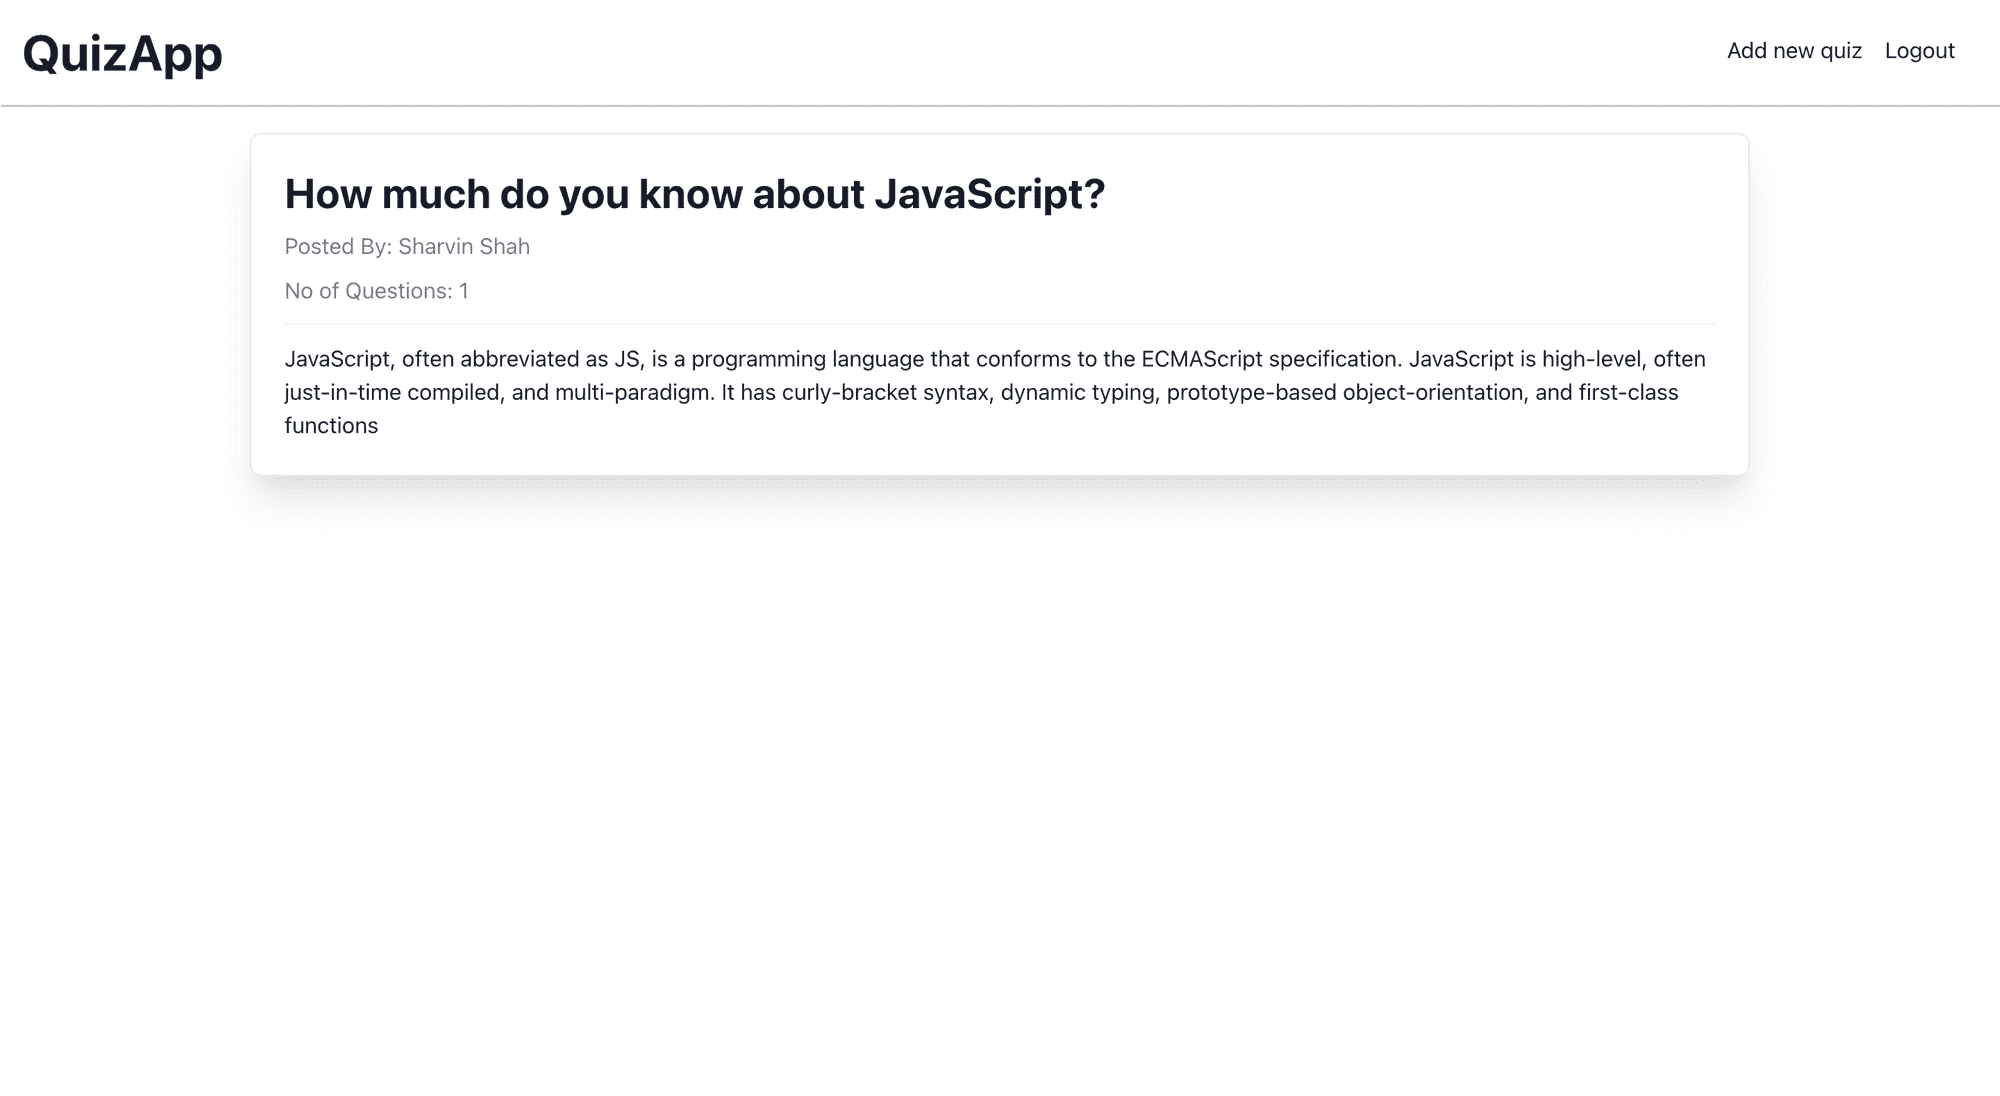 QuizApp
Add new quiz
Logout
How much do you know about JavaScript?
Posted By: Sharvin Shah
No of Questions: 1
JavaScript, often abbreviated as JS, is a programming language that conforms to the ECMAScript specification. JavaScript is high-level, often
just-in-time compiled, and multi-paradigm. It has curly-bracket syntax, dynamic typing, prototype-based object-orientation, and first-class
functions